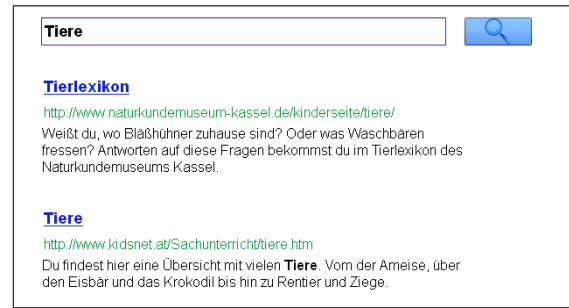 Tiere
Tierlexikon
http://www.naturkundemuseum-kassel.de/kinderseite/tiere/
Weißt du, wo Bläßhühner zuhause sind? Oder was Waschbären
fressen? Antworten auf diese Fragen bekommst du im Tierlexikon des
Naturkundemuseums Kassel.
Tiere
http://www.kidsnet.at/Sachunterricht/tiere.htm
Du findest hier eine Übersicht mit vielen Tiere. Vom der Ameise, über
den Eisbär und das Krokodil bis hin zu Rentier und Ziege.